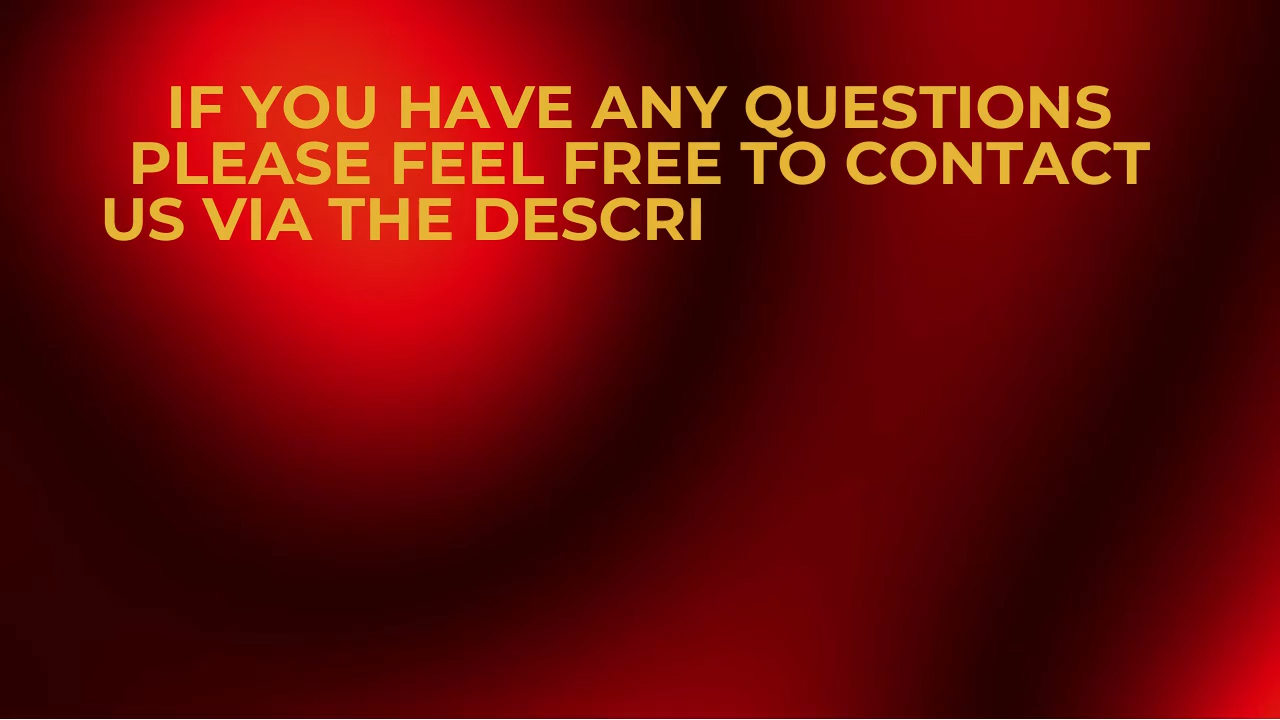 IF YOU HAVE ANY QUESTIONS
PLEASE FEEL FREE TO CONTACT
US VIA THE DESCRI